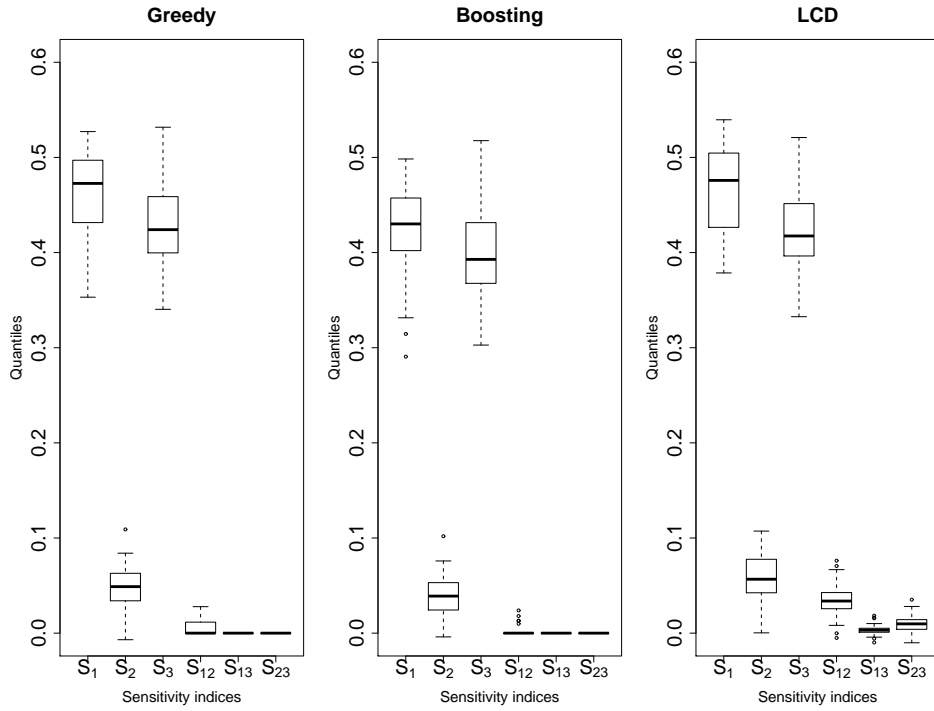 Greedy
Quantiles
0.0 0.1 0.2 0.3 0.4 0.5 0.6
S1 S2 S3 S12 S13 S23
Sensitivity indices
Boosting
Quantiles
0.0 0.1 0.2 0.3 0.4 0.5 0.6
S1 S2 S3 S12 S13 S23
Sensitivity indices
LCD
Quantiles
0.0 0.1 0.2 0.3 0.4 0.5 0.6
S1 S2 S3 S12 S13 S23
Sensitivity indices